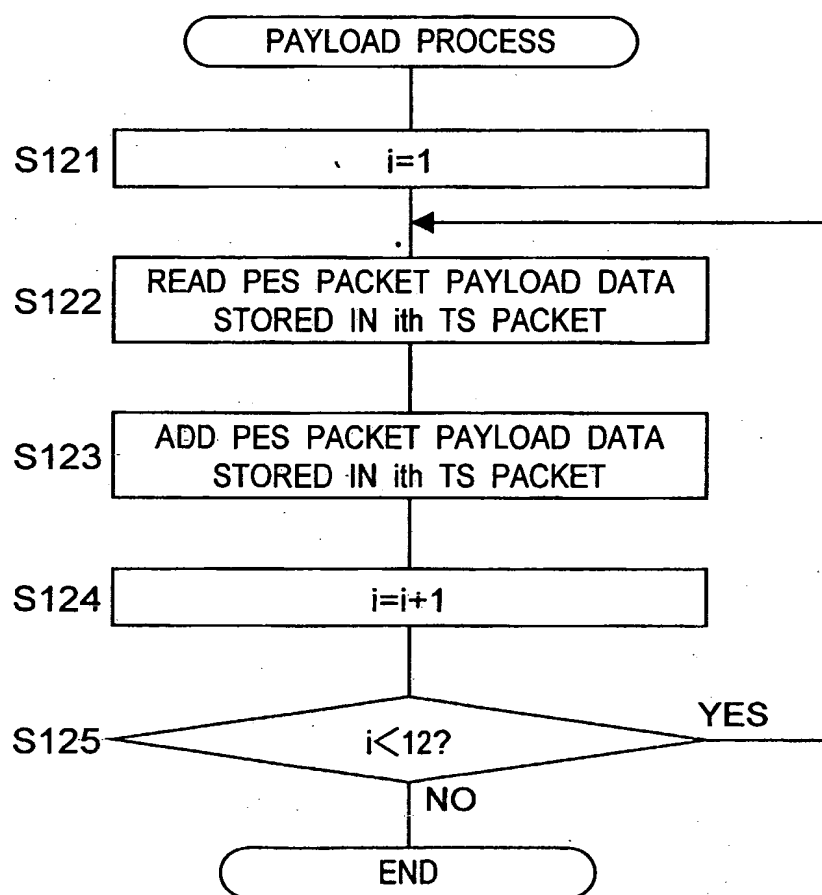 PAYLOAD PROCESS
S121
i=1
S122
READ PES PACKET PAYLOAD DATA
STORED IN ith TS PACKET
S123
ADD PES PACKET PAYLOAD DATA
STORED IN ith TS PACKET
S124
i=i+1
S125
i<12?
YES
NO
END